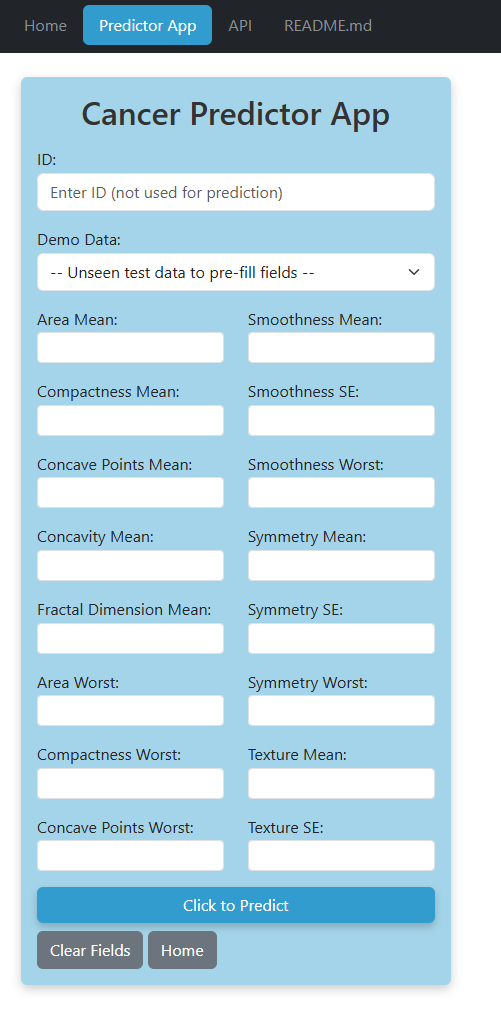 Home Predictor App API README.md
Cancer Predictor App
ID:
Enter ID (not used for prediction)
Demo Data:
-- Unseen test data to pre-fill fields --
Area Mean: Smoothness Mean:
Compactness Mean: Smoothness SE:
Concave Points Mean: Smoothness Worst:
Concavity Mean: Symmetry Mean:
Fractal Dimension Mean: Symmetry SE:
Area Worst: Symmetry Worst:
Compactness Worst: Texture Mean:
Concave Points Worst: Texture SE:
Click to Predict
Clear Fields Home